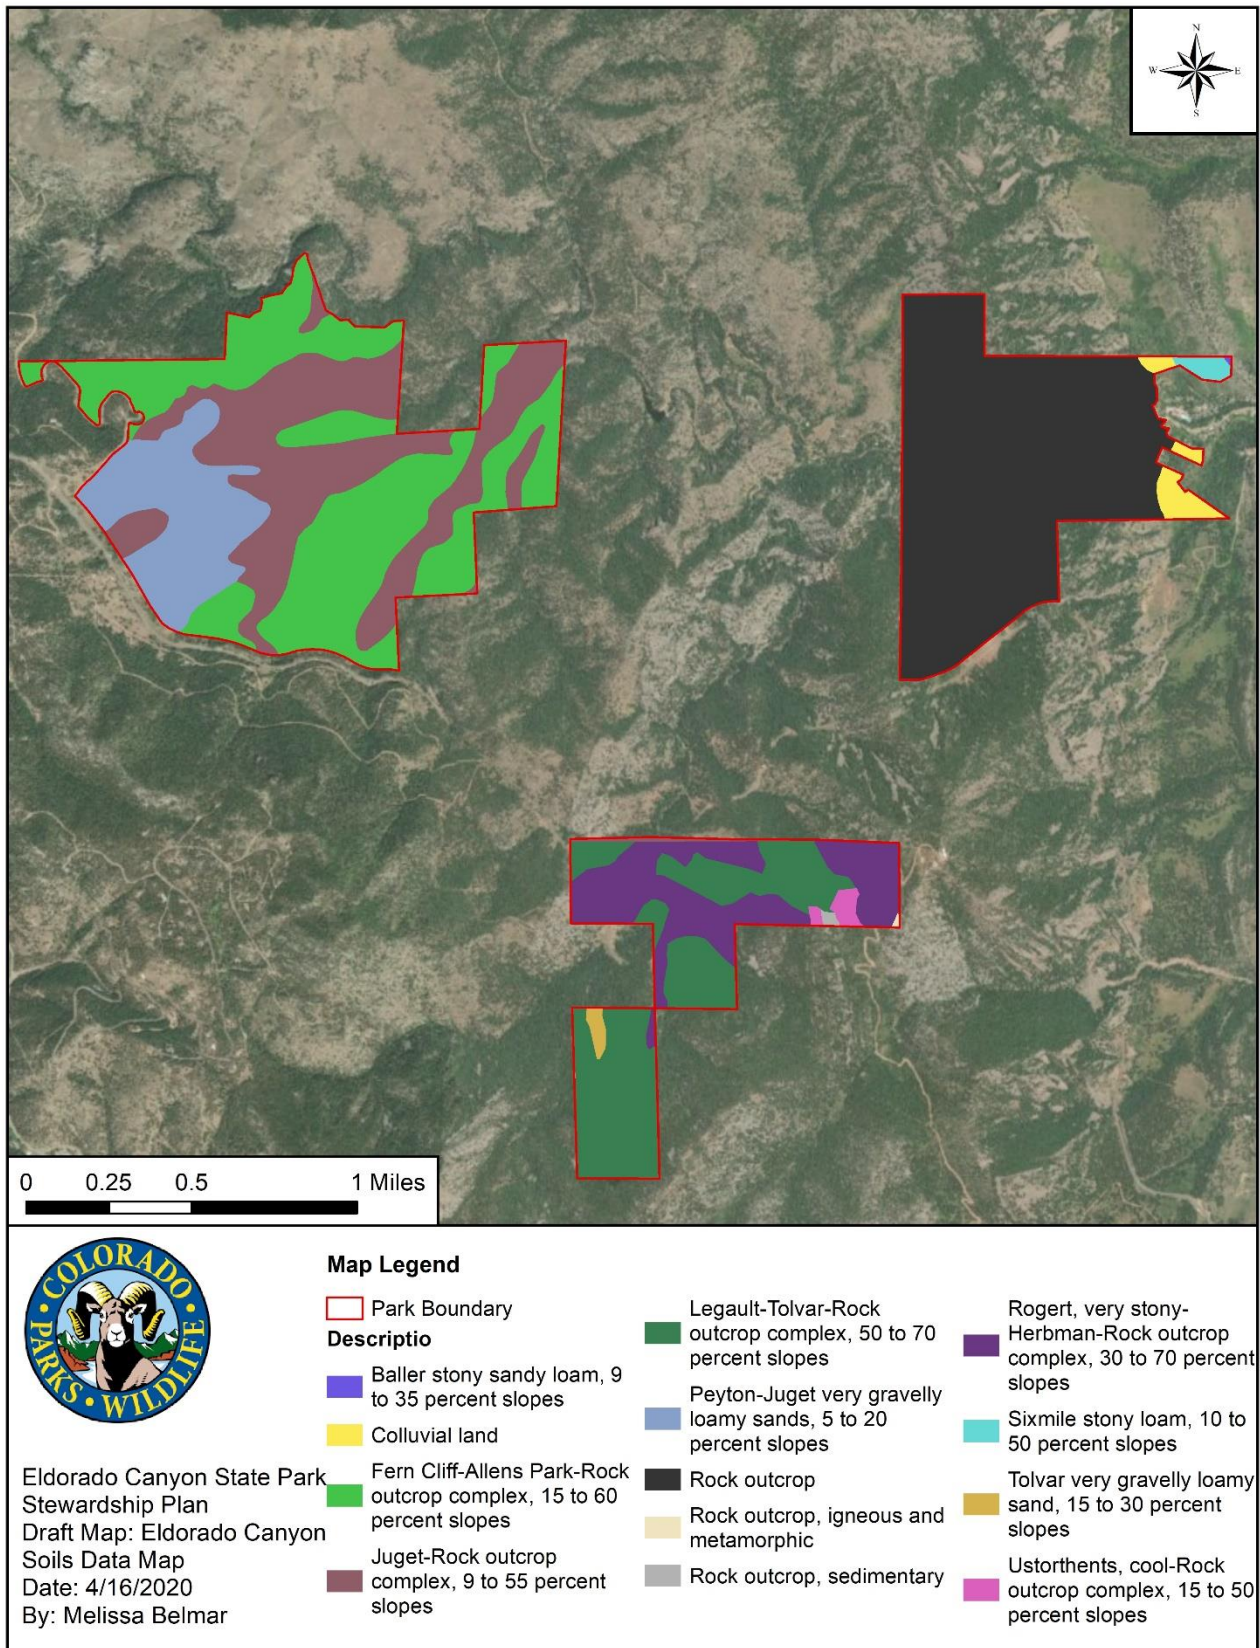 N
W
E
S
0
0.25
0.5
1 Miles
COLORADO
PARKS • WILDLIFE
Eldorado Canyon State Park
Stewardship Plan
Draft Map: Eldorado Canyon
Soils Data Map
Date: 4/16/2020
By: Melissa Belmar
Map Legend
Park Boundary
Descriptio
Baller stony sandy loam, 9
to 35 percent slopes
Colluvial land
Fern Cliff-Allens Park-Rock
outcrop complex, 15 to 60
percent slopes
Juget-Rock outcrop
complex, 9 to 55 percent
slopes
Legault-Tolvar-Rock
outcrop complex, 50 to 70
percent slopes
Peyton-Juget very gravelly
loamy sands, 5 to 20
percent slopes
Rock outcrop
Rock outcrop, igneous and
metamorphic
Rock outcrop, sedimentary
Rogert, very stony-
Herbman-Rock outcrop
complex, 30 to 70 percent
slopes
Sixmile stony loam, 10 to
50 percent slopes
Tolvar very gravelly loamy
sand, 15 to 30 percent
slopes
Ustorthents, cool-Rock
outcrop complex, 15 to 50
percent slopes